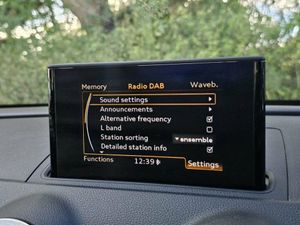 Memory Radio DAB Waveb.
Sound settings
Announcements
Alternative frequency
L band
Station sorting ensemble
Detailed station info
Functions 12:39 Settings